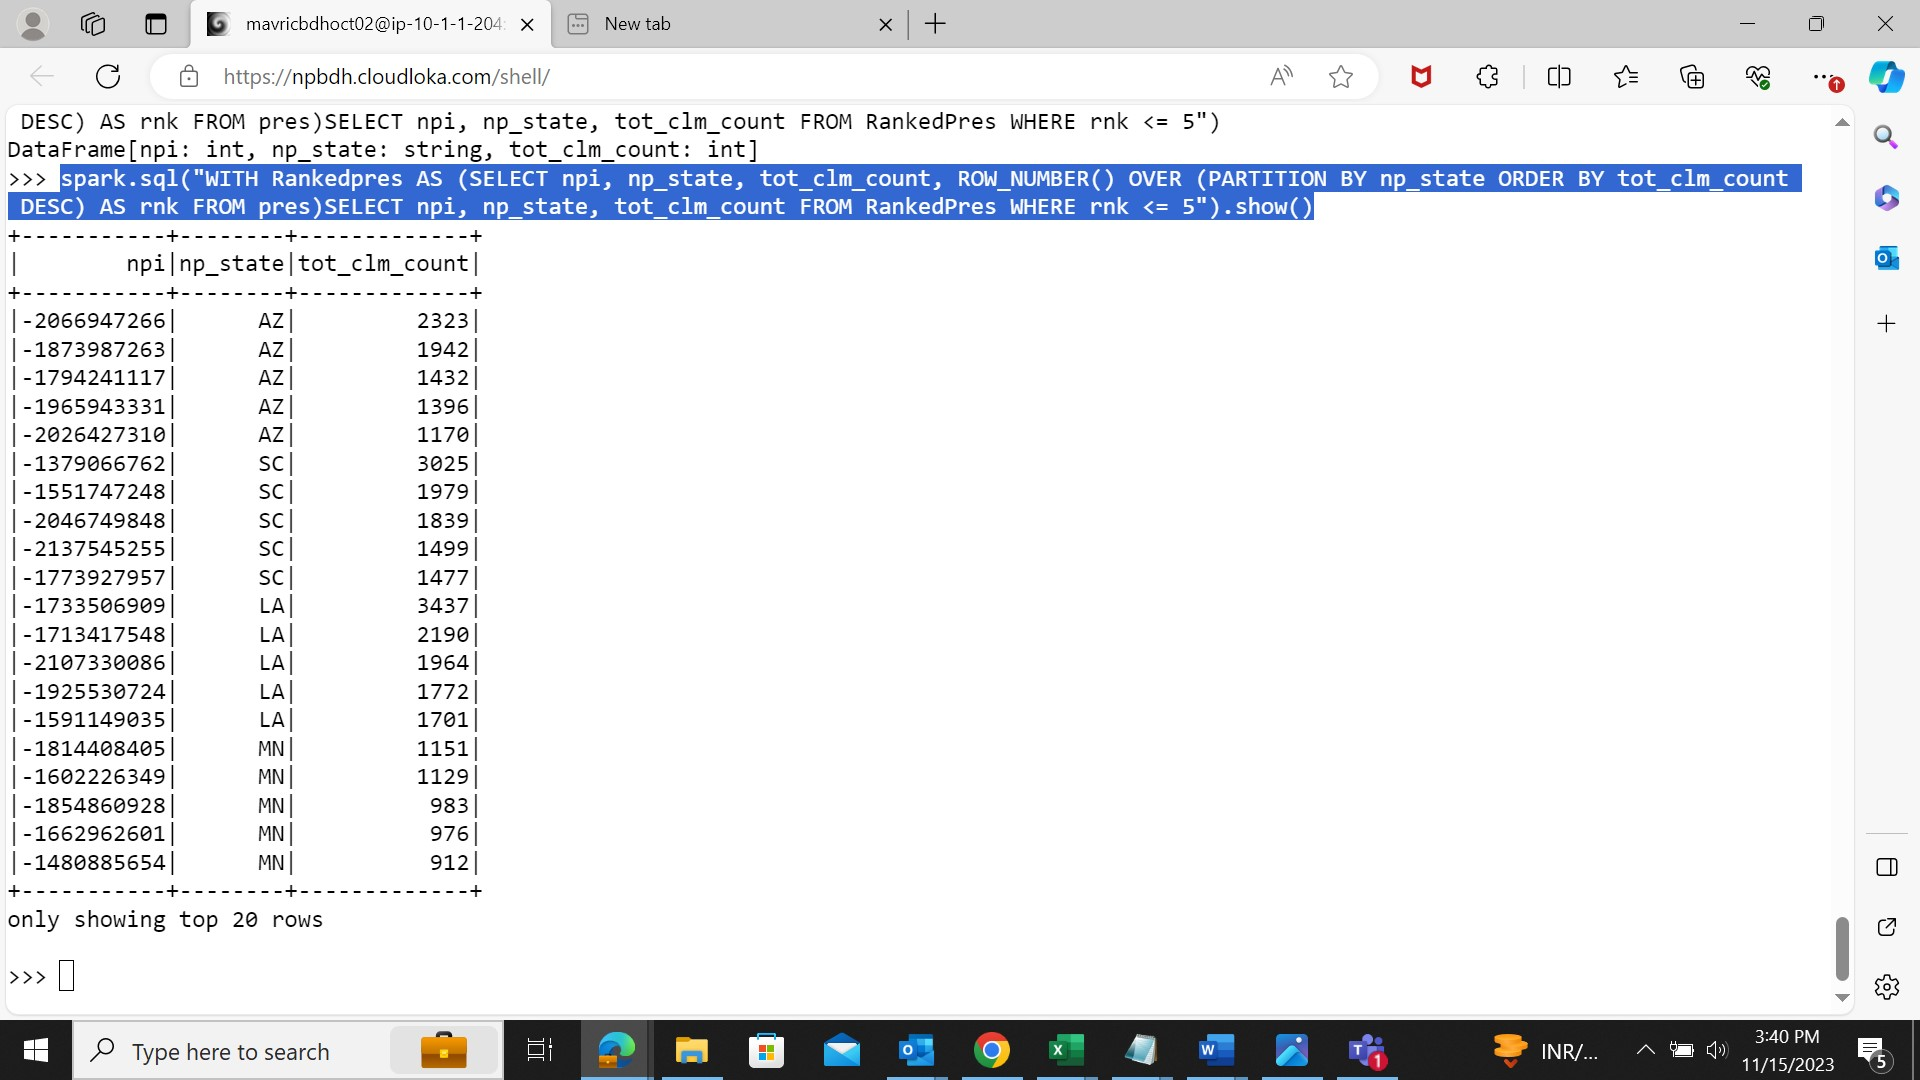 mavricbdhoct02@ip-10-1-1-204:
New tab
https://npbdh.cloudloka.com/shell/
DESC) AS rnk FROM pres)SELECT npi, np_state, tot_clm_count FROM RankedPres WHERE rnk <= 5")
DataFrame[npi: int, np_state: string, tot_clm_count: int]
>>> spark.sql("WITH Rankedpres AS (SELECT npi, np_state, tot_clm_count, ROW_NUMBER() OVER (PARTITION BY np_state ORDER BY tot_clm_count
DESC) AS rnk FROM pres)SELECT npi, np_state, tot_clm_count FROM RankedPres WHERE rnk <= 5").show()
+-----------+--------+-------------+
|        npi|np_state|tot_clm_count|
+-----------+--------+-------------+
|-2066947266|      AZ|         2323|
|-1873987263|      AZ|         1942|
|-1794241117|      AZ|         1432|
|-1965943331|      AZ|         1396|
|-2026427310|      AZ|         1170|
|-1379066762|      SC|         3025|
|-1551747248|      SC|         1979|
|-2046749848|      SC|         1839|
|-2137545255|      SC|         1499|
|-1773927957|      SC|         1477|
|-1733506909|      LA|         3437|
|-1713417548|      LA|         2190|
|-2107330086|      LA|         1964|
|-1925530724|      LA|         1772|
|-1591149035|      LA|         1701|
|-1814408405|      MN|         1151|
|-1602226349|      MN|         1129|
|-1854860928|      MN|          983|
|-1662962601|      MN|          976|
|-1480885654|      MN|          912|
+-----------+--------+-------------+
only showing top 20 rows
>>>
Type here to search
INR/...
3:40 PM
11/15/2023
5
1